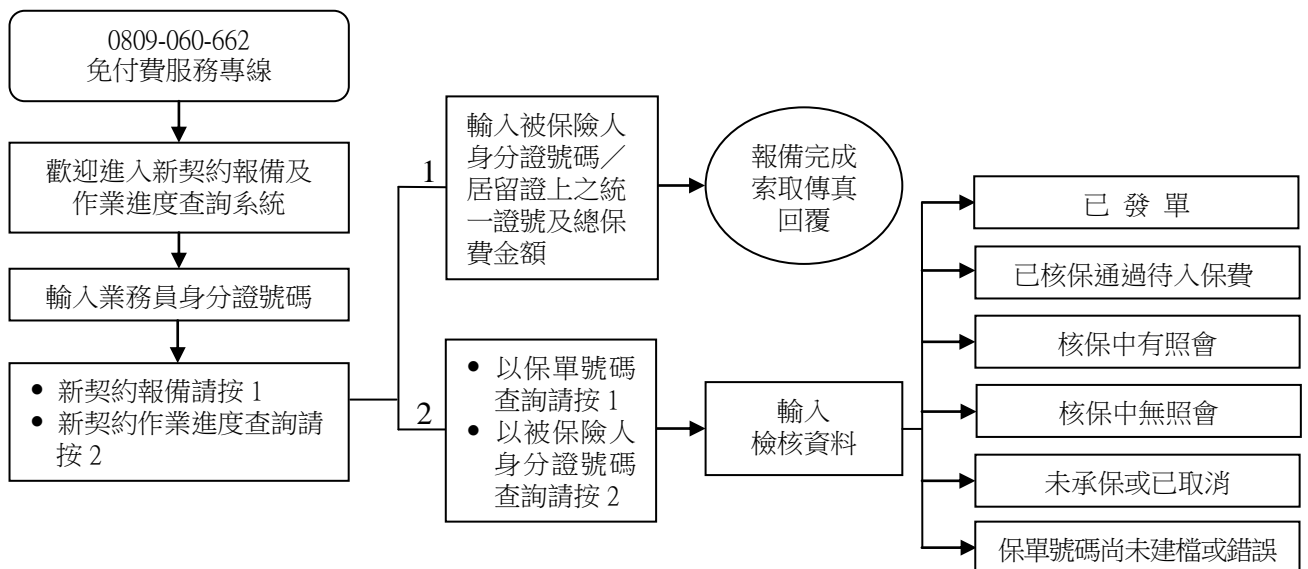 0809-060-662
免付費服務專線
歡迎進入新契約報備及
作業進度查詢系統
輸入業務員身分證號碼
• 新契約報備請按 1
• 新契約作業進度查詢請
按 2
1
輸入被保險人
身分證號碼／
居留證上之統
一證號及總保
費金額
報備完成
索取傳真
回覆
2
• 以保單號碼
查詢請按 1
• 以被保險人
身分證號碼
查詢請按 2
輸入
檢核資料
已 發 單
已核保通過待入保費
核保中有照會
核保中無照會
未承保或已取消
保單號碼尚未建檔或錯誤